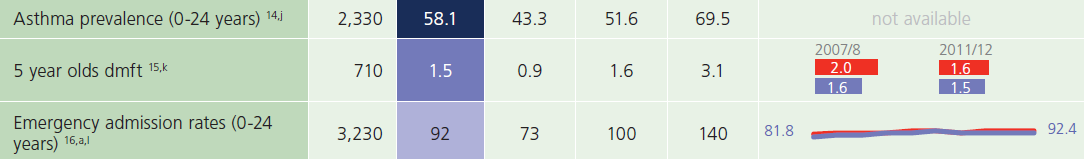 Asthma prevalence (0-24 years) 14,j 2,330 58.1 43.3 51.6 69.5 not available
2007/8 2011/12
5 year olds dmft 15,k 710 1.5 0.9 1.6 3.1 2.0 1.6
1.6 1.5
Emergency admission rates (0-24
years) 16,a,l 3,230 92 73 100 140 81.8 92.4